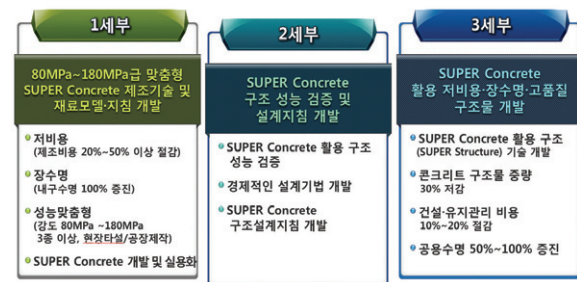 1세부
80MPa~180MPa급 맞춤형
SUPER Concrete 제조기술 및
재료모델·지침 개발
저비용
(제조비용 20%~50% 이상 절감)
장수명
(내구수명 100% 증진)
성능맞춤형
(강도 80MPa ~180MPa
3종 이상, 현장타설/공장제작)
SUPER Concrete 개발 및 실용화
2세부
SUPER Concrete
구조 성능 검증 및
설계지침 개발
SUPER Concrete 활용 구조
성능 검증
경제적인 설계기법 개발
SUPER Concrete
구조설계지침 개발
3세부
SUPER Concrete
활용 저비용·장수명·고품질
구조물 개발
SUPER Concrete 활용 구조
(SUPER Structure) 기술 개발
콘크리트 구조물 중량
30% 저감
건설·유지관리 비용
10%~20% 절감
공용수명 50%~100% 증진